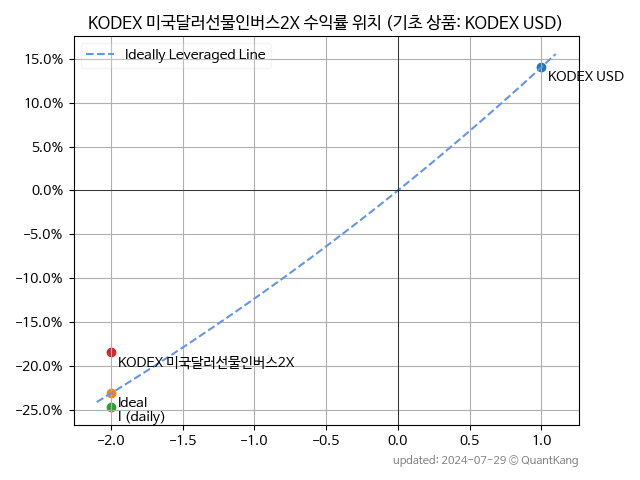 KODEX 미국달러선물인버스2X 수익률 위치 (기초 상품: KODEX USD)
Ideally Leveraged Line
15.0%
10.0%
5.0%
0.0%
−5.0%
−10.0%
−15.0%
−20.0%
−25.0%
KODEX USD
KODEX 미국달러선물인버스2X
Ideal
I (daily)
−2.0 −1.5 −1.0 −0.5 0.0 0.5 1.0
updated: 2024-07-29 © QuantKang